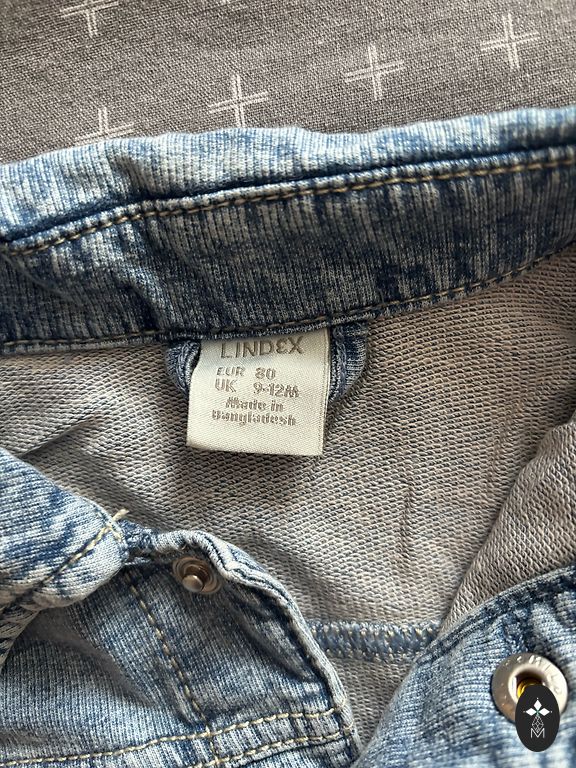 LINDEX
EUR 80
UK 9-12M
Made in
Bangladesh